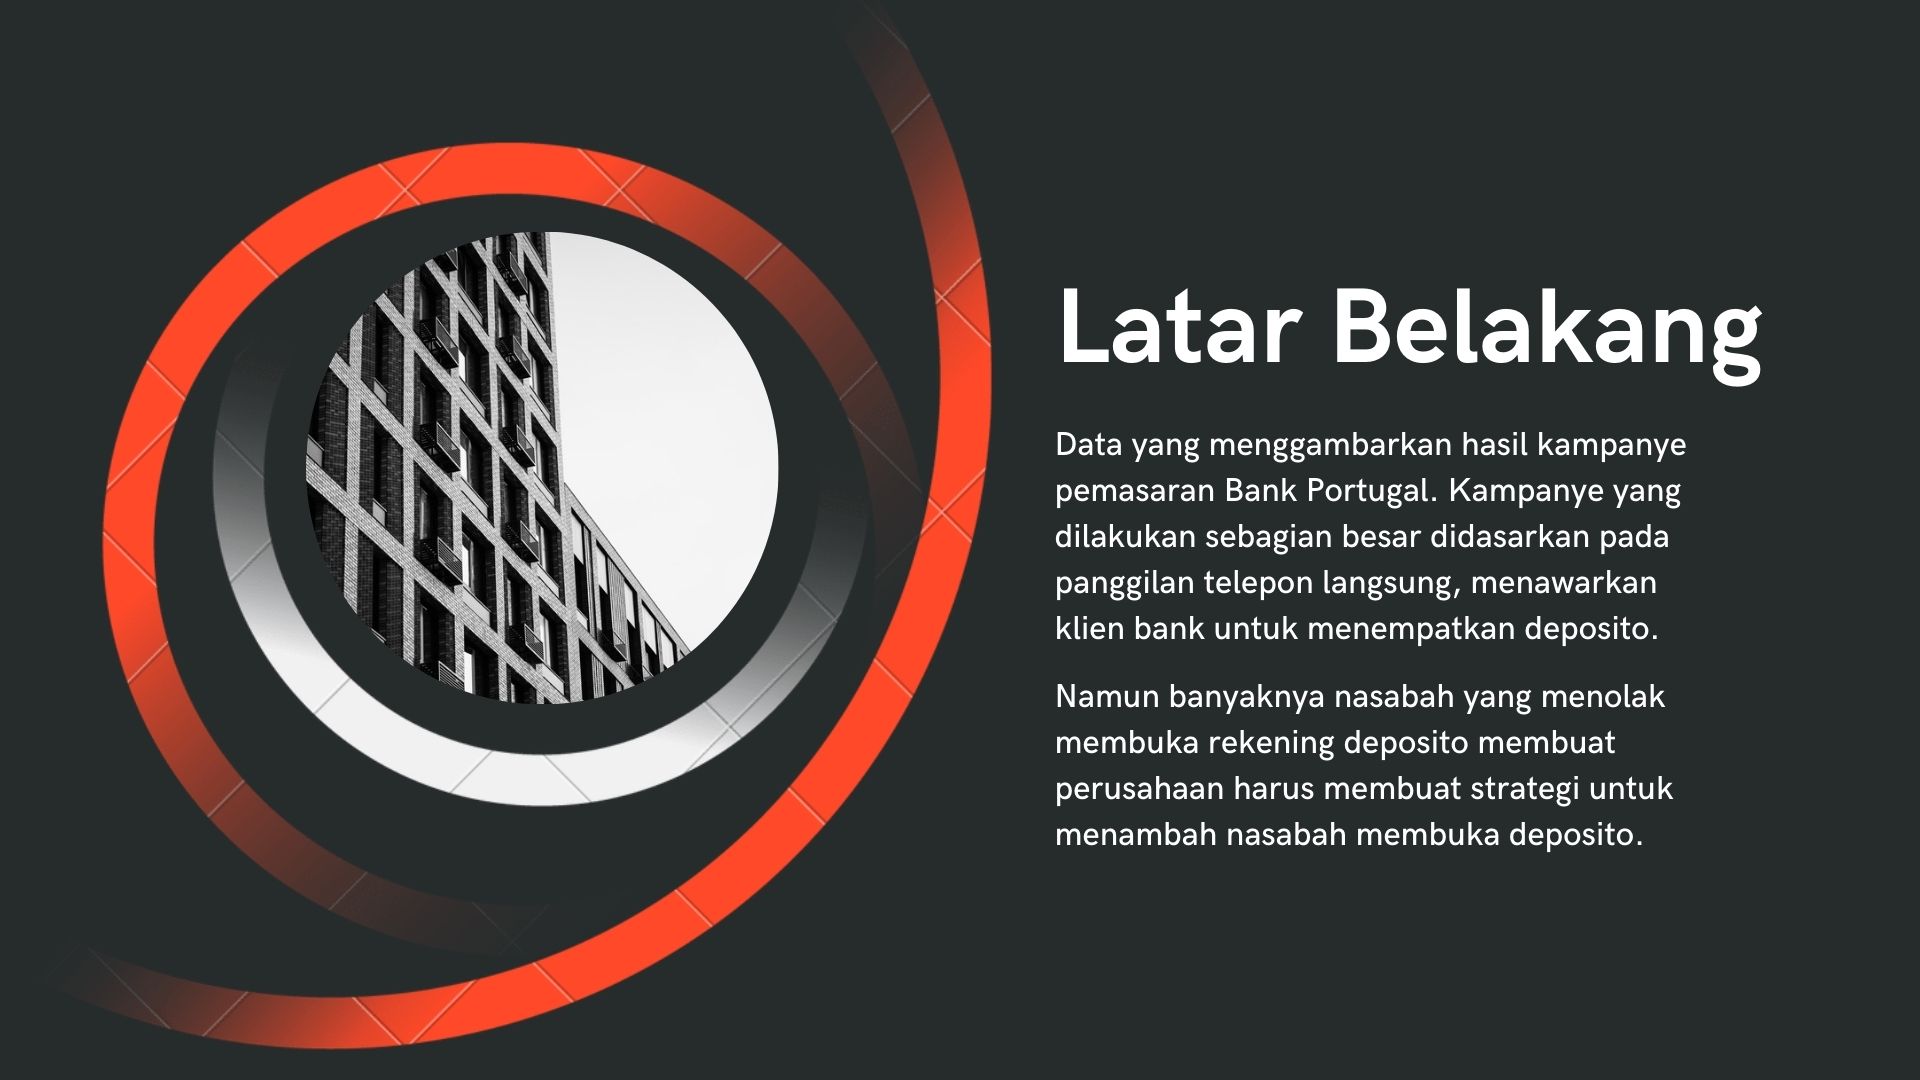 Latar Belakang
Data yang menggambarkan hasil kampanye
pemasaran Bank Portugal. Kampanye yang
dilakukan sebagian besar didasarkan pada
panggilan telepon langsung, menawarkan
klien bank untuk menempatkan deposito.
Namun banyaknya nasabah yang menolak
membuka rekening deposito membuat
perusahaan harus membuat strategi untuk
menambah nasabah membuka deposito.